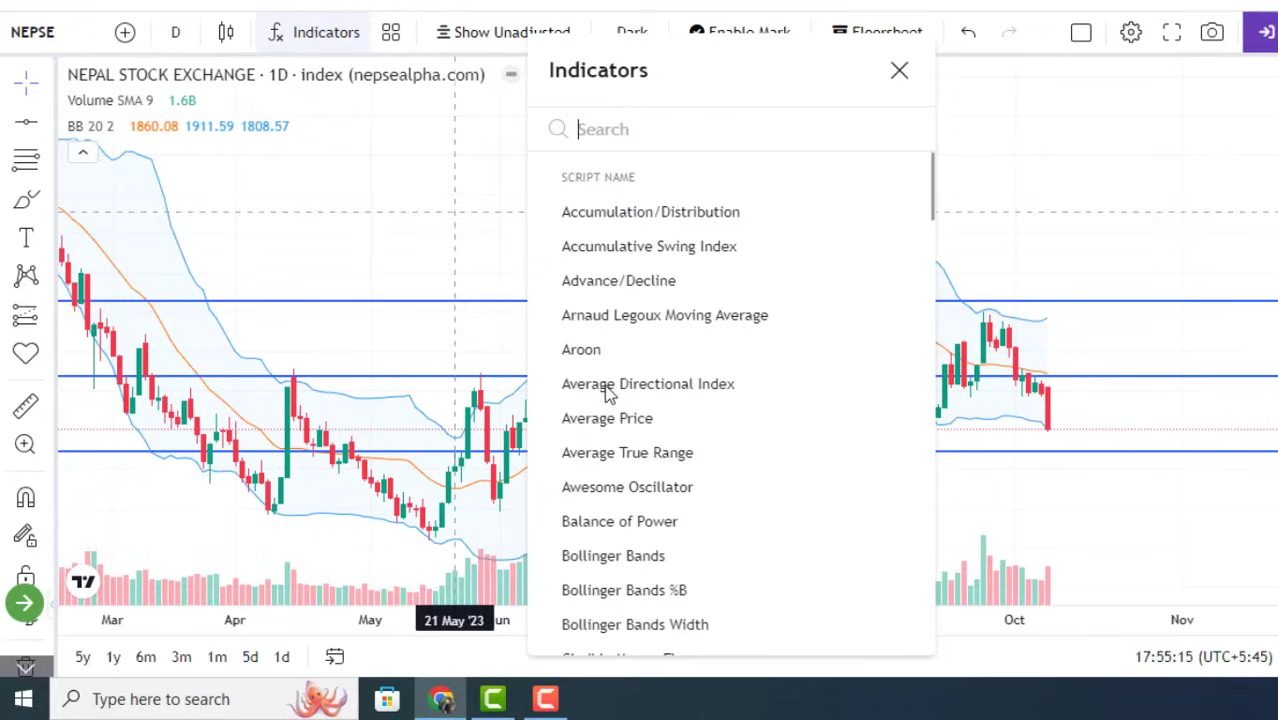 NEPSE
D
Indicators
Show Unadjusted
Dark
Enable Mark
Floorsheet
NEPAL STOCK EXCHANGE · 1D · index (nepsealpha.com)
Volume SMA 9 1.6B
BB 20 2 1860.08 1911.59 1808.57
Indicators
Search
SCRIPT NAME
Accumulation/Distribution
Accumulative Swing Index
Advance/Decline
Arnaud Legoux Moving Average
Aroon
Average Directional Index
Average Price
Average True Range
Awesome Oscillator
Balance of Power
Bollinger Bands
Bollinger Bands %B
Bollinger Bands Width
Mar
Apr
May
21 May '23
un
Oct
Nov
5y 1y 6m 3m 1m 5d 1d
17:55:15 (UTC+5:45)
Type here to search